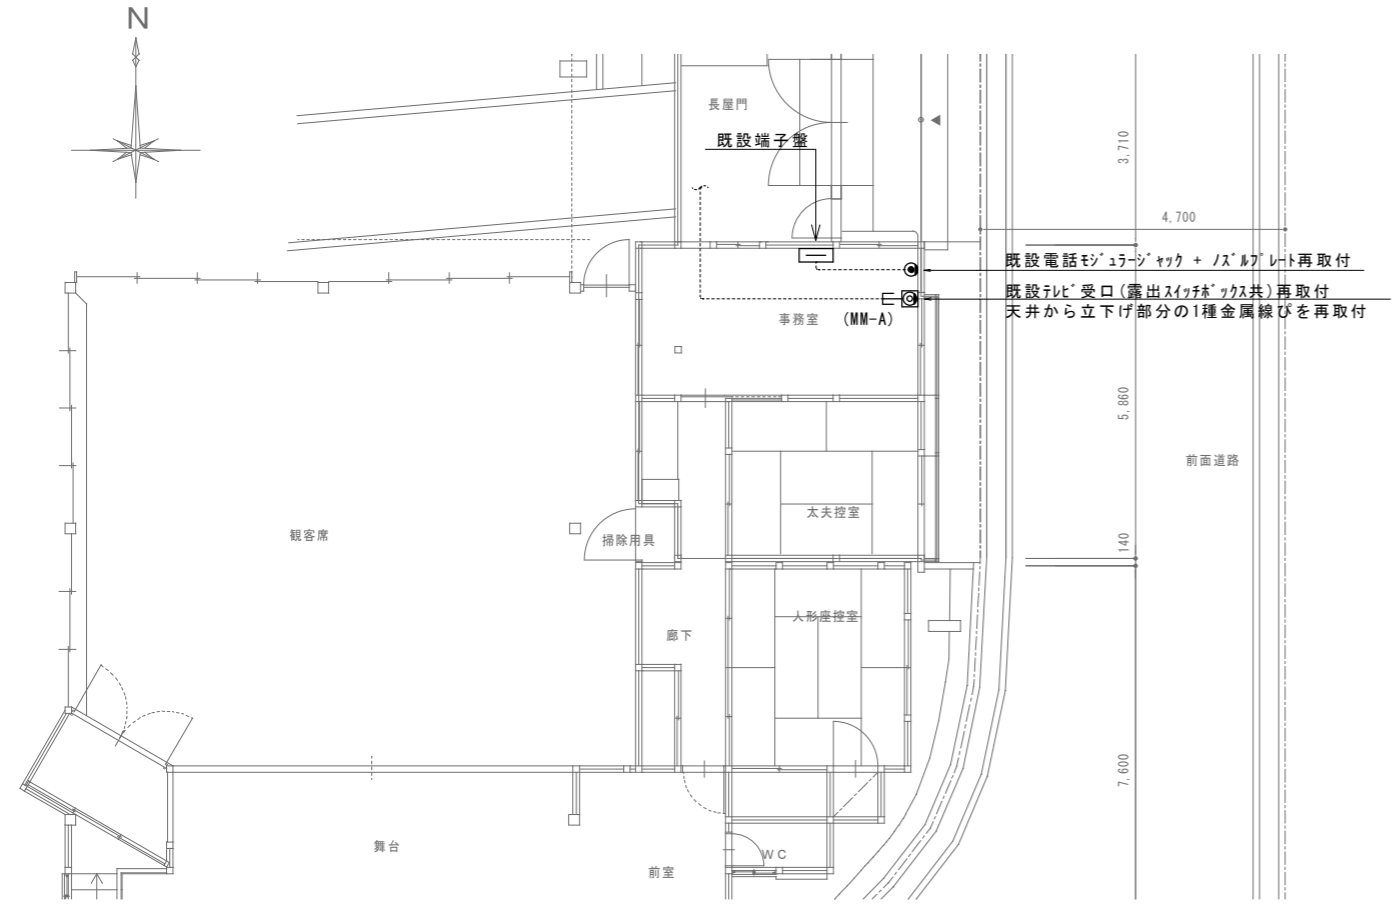 N
長屋門
既設端子盤
3,710
4,700
既設電話ﾓｼﾞｭﾗｰｼﾞｬｯｸ + ﾉｽﾞﾙﾌﾟﾚｰﾄ再取付
既設ﾃﾚﾋﾞ受口(露出ｽｲｯﾁﾎﾞｯｸｽ共)再取付
天井から立下げ部分の1種金属線ぴを再取付
E
事務室
(MM-A)
5,860
前面道路
太夫控室
観客席
掃除用具
140
人形座控室
廊下
7,600
舞台
WC
前室